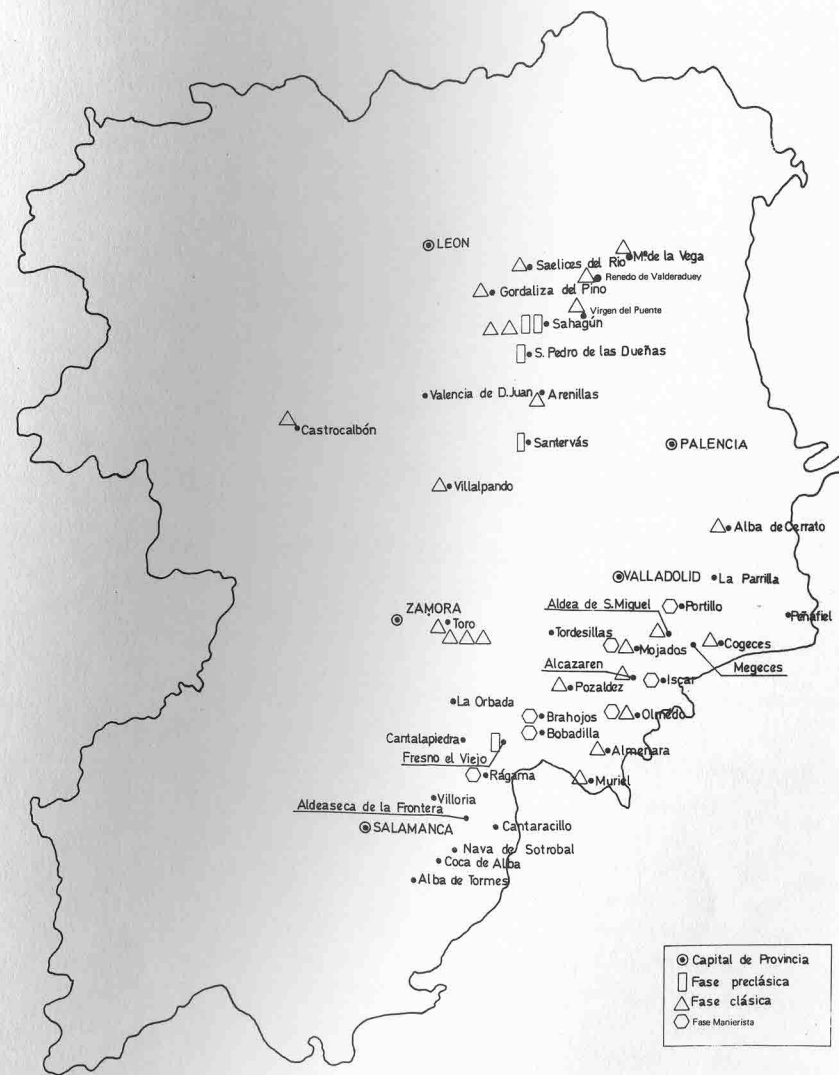 LEON
Mª de la Vega
Saelices del Rio
Renedo de Valderaduey
Gordaliza del Pino
Virgen del Puente
Sahagún
S. Pedro de las Dueñas
Valencia de D. Juan
Arenillas
Castrocalbón
Santervás
PALENCIA
Villalpando
Alba de Cerrato
VALLADOLID
La Parrilla
Aldea de S. Miguel
Portillo
Peñafiel
ZAMORA
Toro
Tordesillas
Mojados
Cogeces
Megeces
Alcazaren
Iscar
Pozaldez
La Orbada
Brahojos
Olmedo
Bobadilla
Cantalapiedra
Fresno el Viejo
Almenara
Rágama
Muriel
Villoria
Aldeaseca de la Frontera
SALAMANCA
Cantaracillo
Nava de Sotrobal
Coca de Alba
Alba de Tormes
Capital de Provincia
Fase preclásica
Fase clásica
Fase Manierista